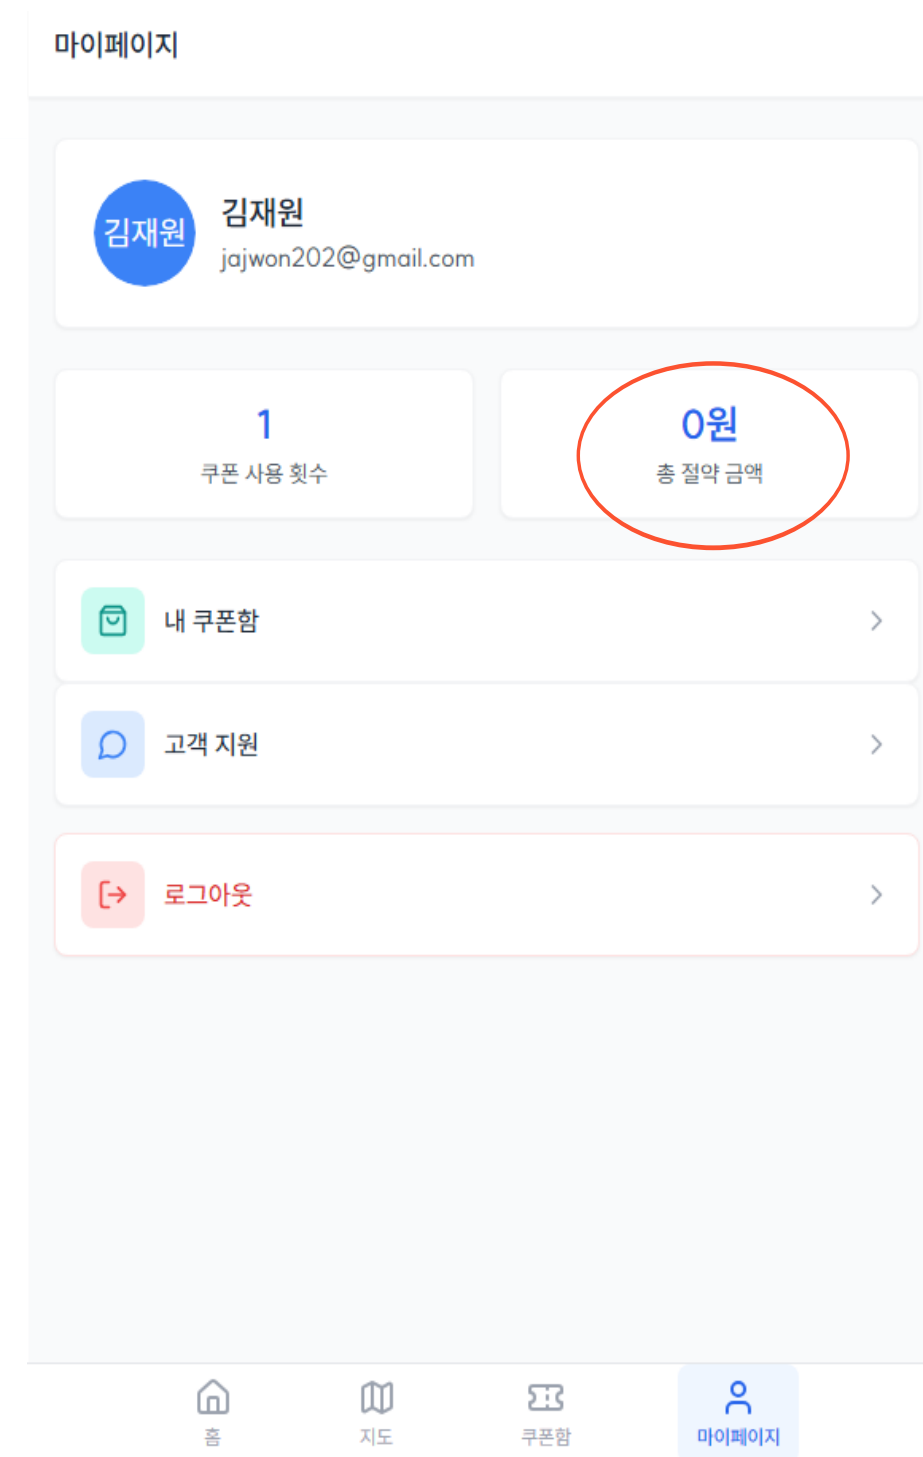 마이페이지
김재원
김재원
jajwon202@gmail.com
1
쿠폰 사용 횟수
0원
총 절약 금액
내 쿠폰함
고객 지원
로그아웃
홈
지도
쿠폰함
마이페이지